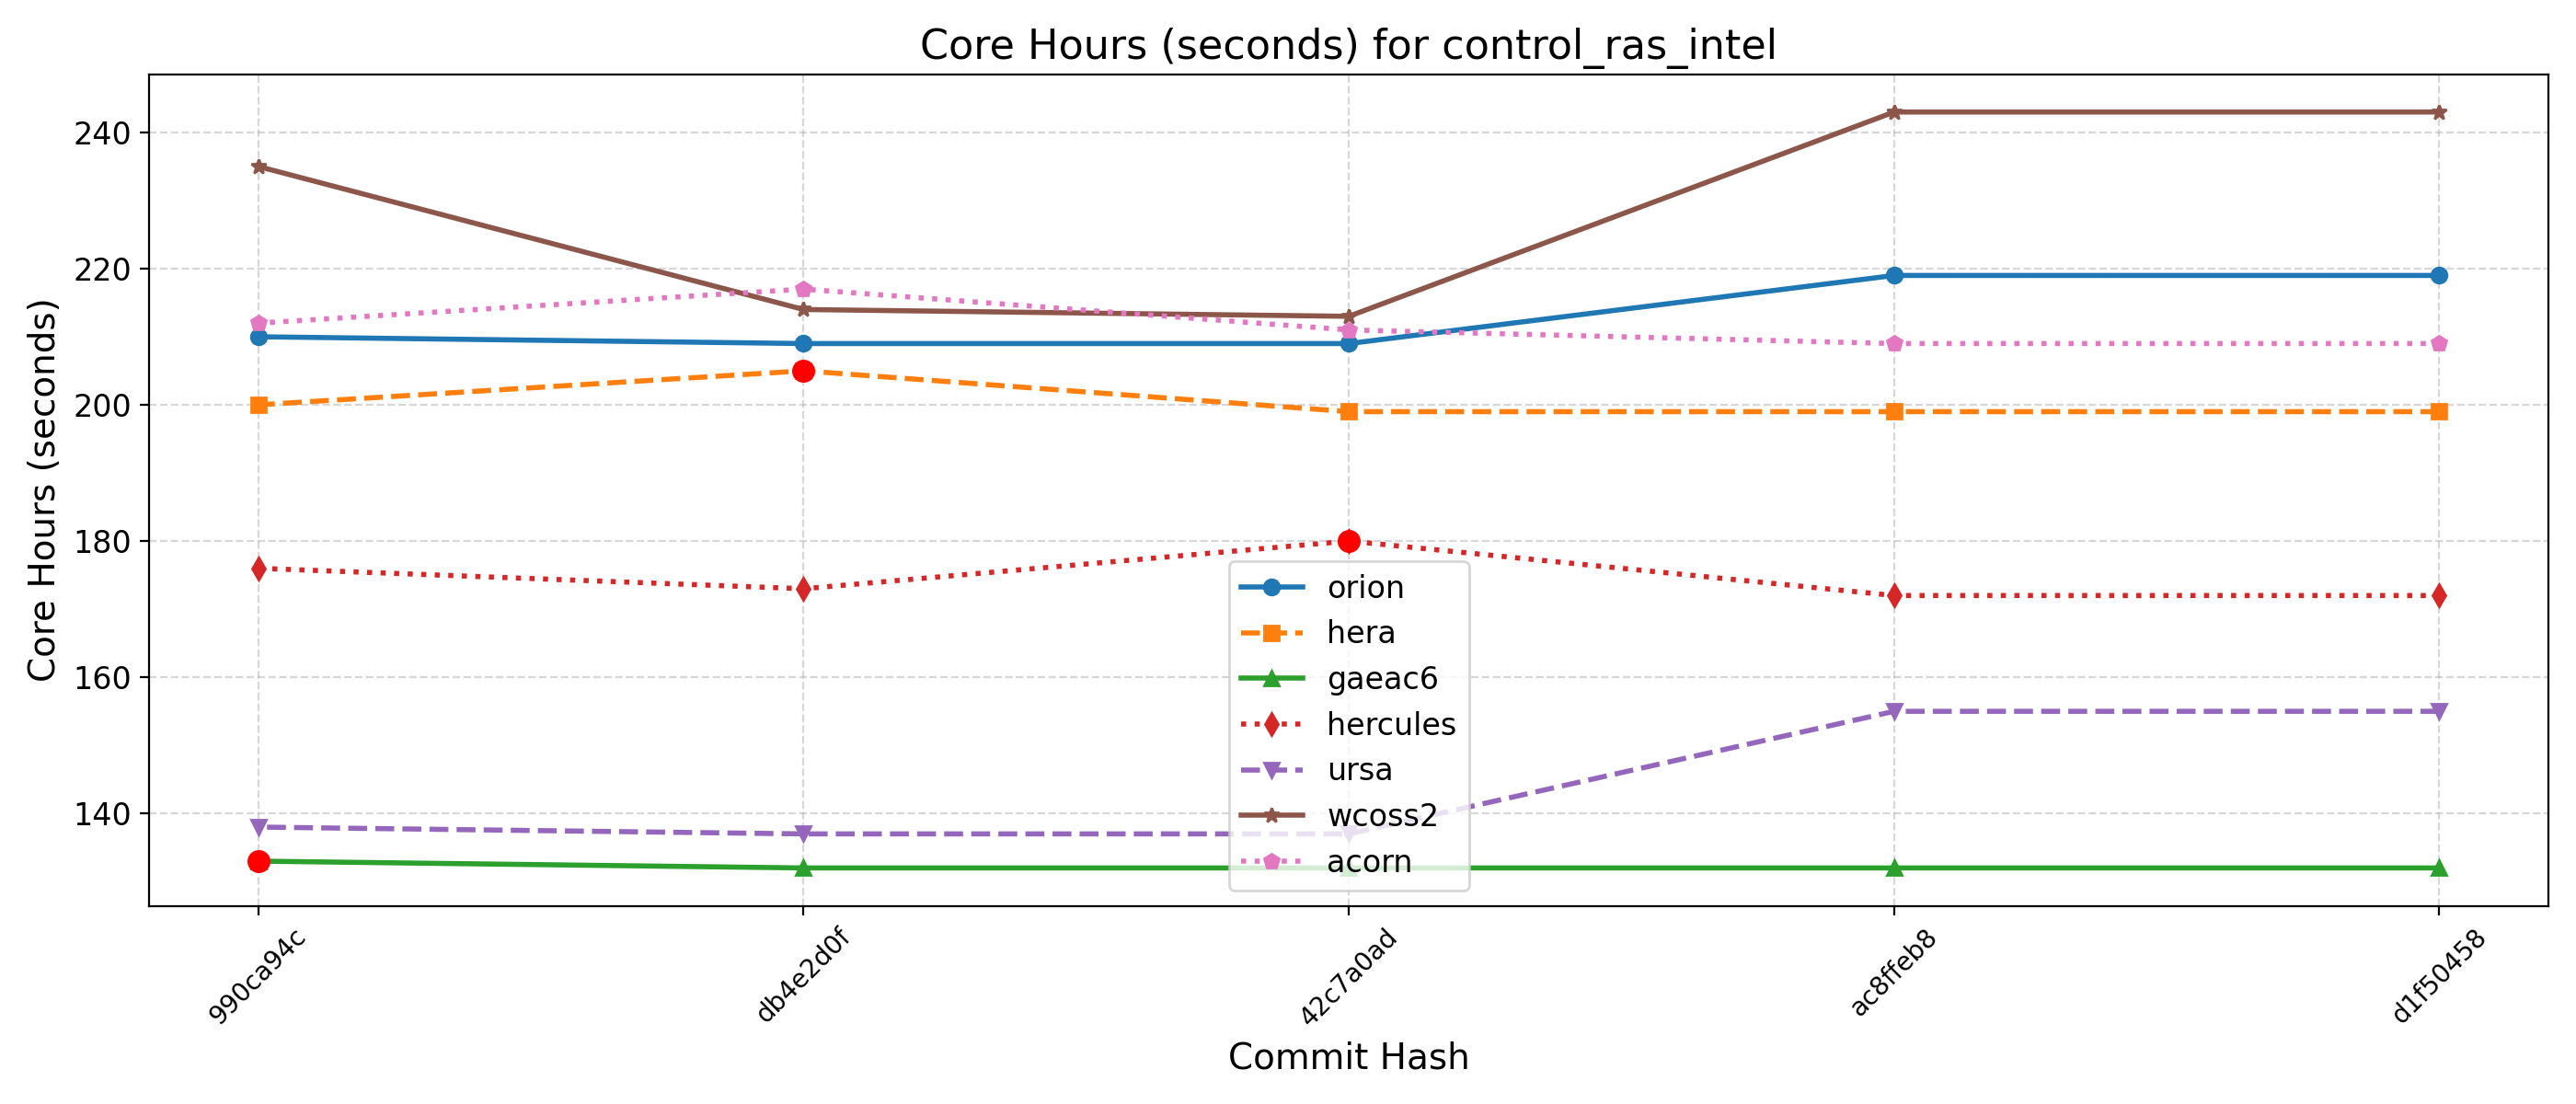 Core Hours (seconds) for control_ras_intel
Core Hours (seconds)
240
220
200
180
160
140
orion
hera
gaeac6
hercules
ursa
wcoss2
acorn
990ca94c
db4e2d0f
42c7a0ad
ac8ffeb8
d1f50458
Commit Hash